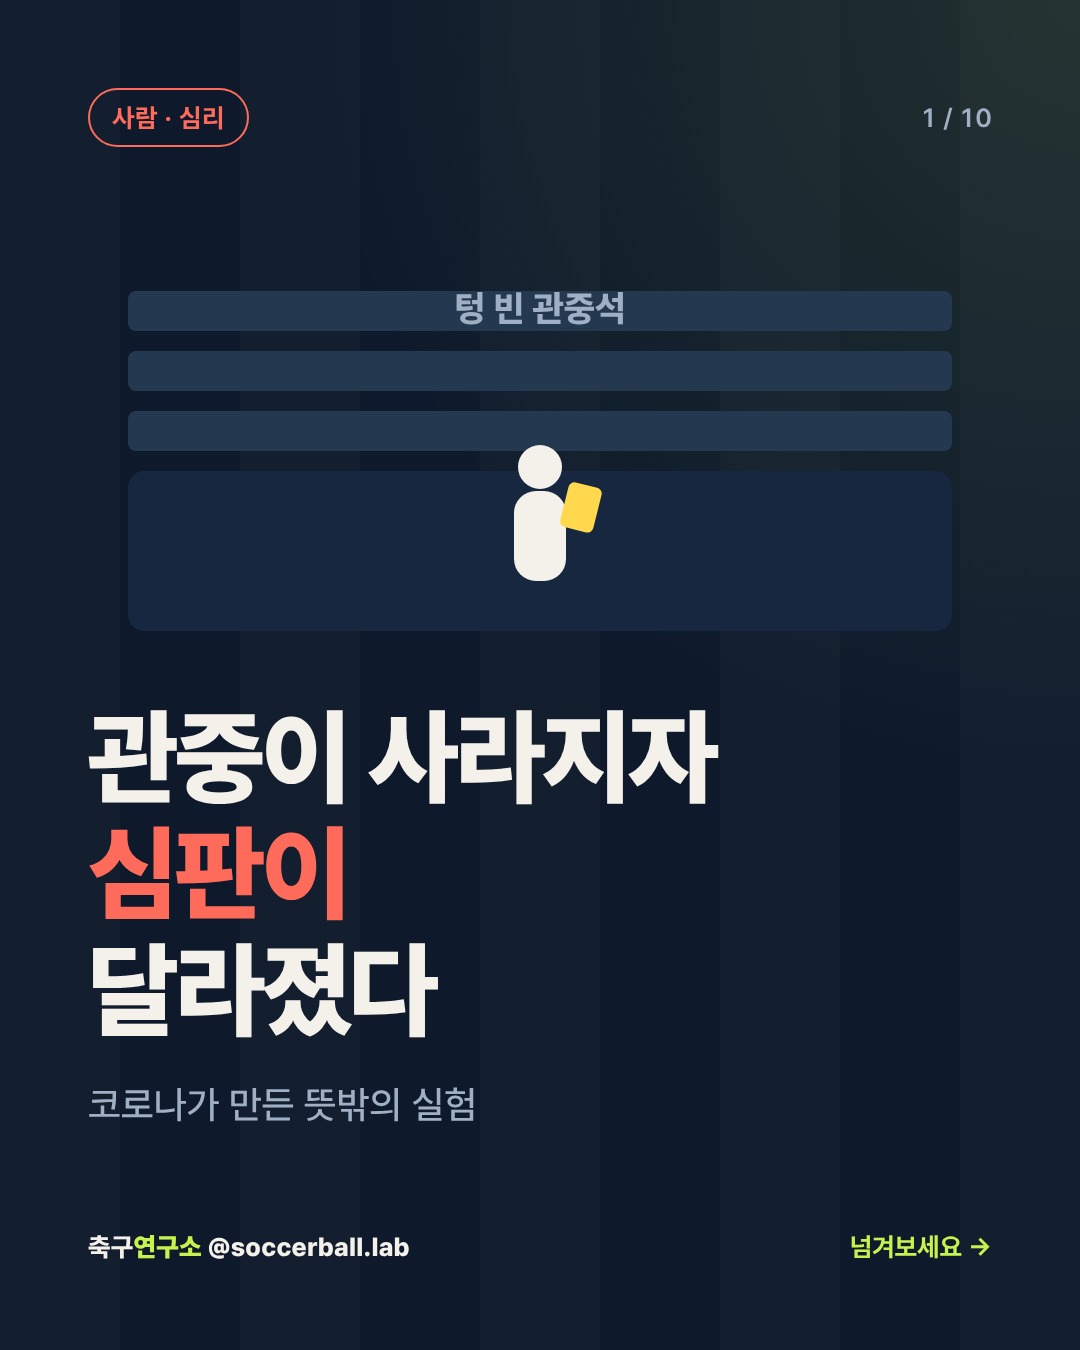 사람 · 심리
1 / 10
텅 빈 관중석
관중이 사라지자
심판이
달라졌다
코로나가 만든 뜻밖의 실험
축구연구소 @soccerball.lab
넘겨보세요 →